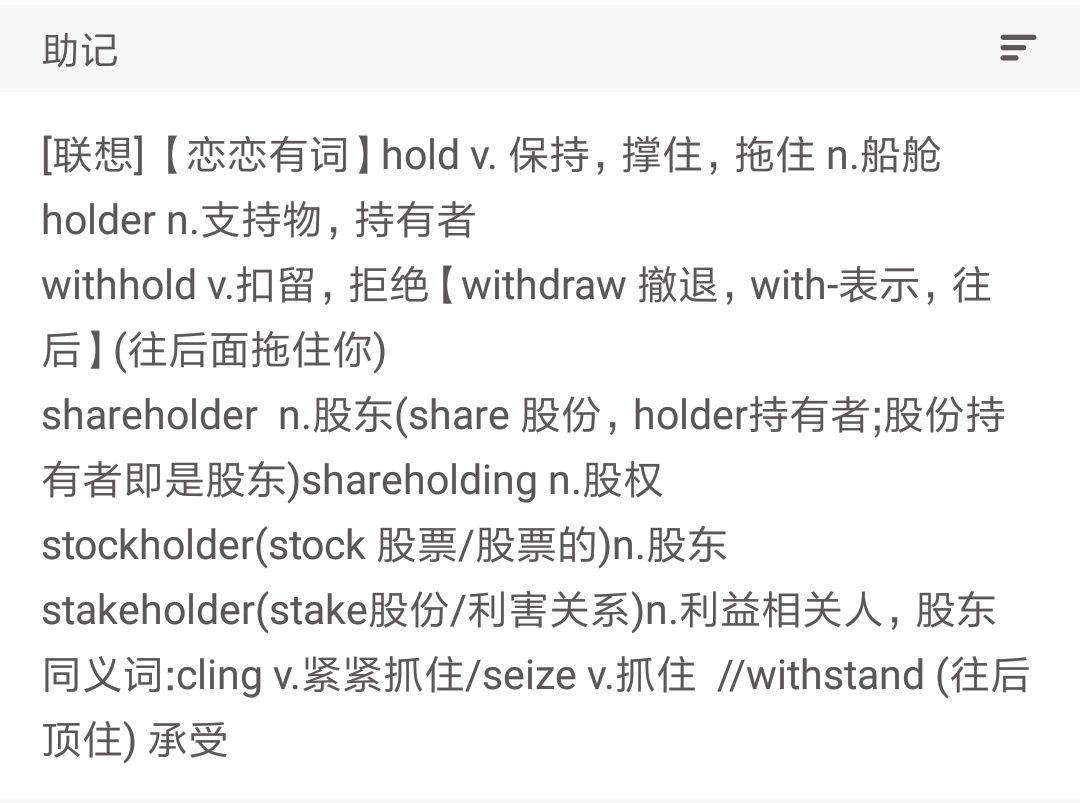 助记
[联想]【恋恋有词】hold v. 保持，撑住，拖住 n.船舱
holder n.支持物，持有者
withhold v.扣留，拒绝【withdraw 撤退，with-表示，往
后】(往后面拖住你)
shareholder  n.股东(share 股份，holder持有者;股份持
有者即是股东)shareholding n.股权
stockholder(stock 股票/股票的)n.股东
stakeholder(stake股份/利害关系)n.利益相关人，股东
同义词:cling v.紧紧抓住/seize v.抓住  //withstand (往后
顶住) 承受